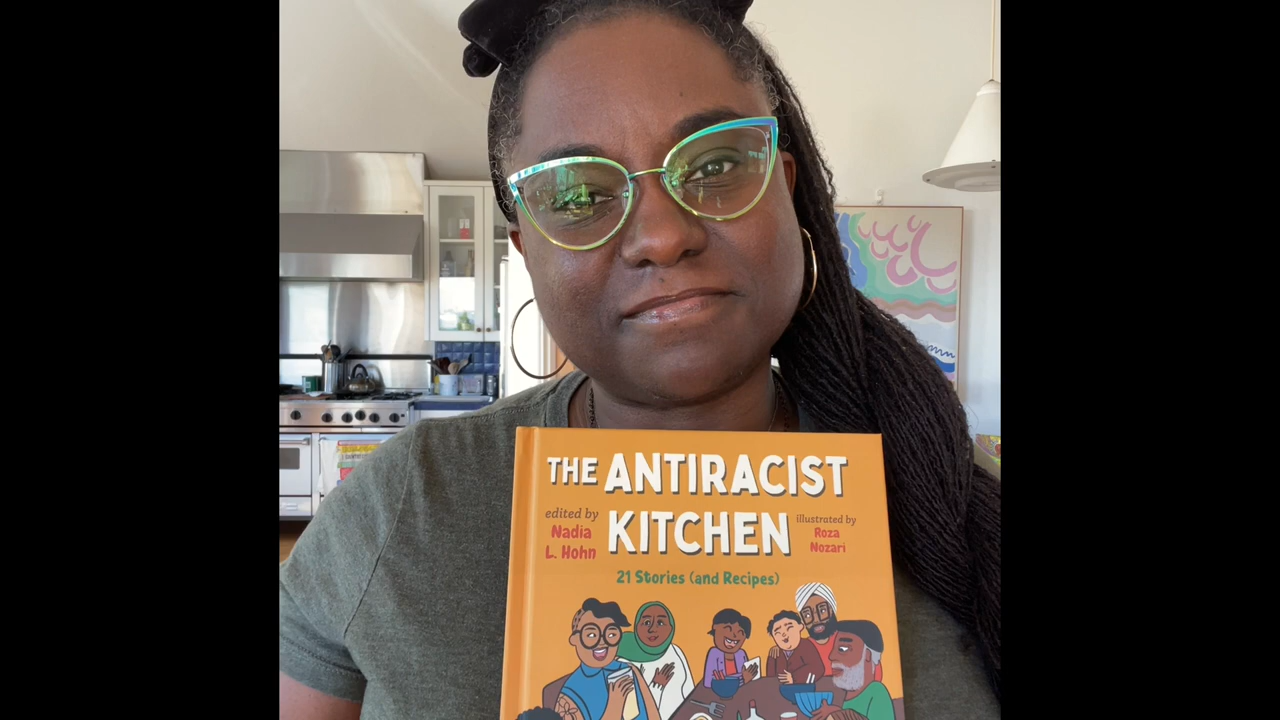 THE ANTIRACIST
KITCHEN
edited by
Nadia
L. Hohn
illustrated by
Roza
Nozari
21 Stories (and Recipes)